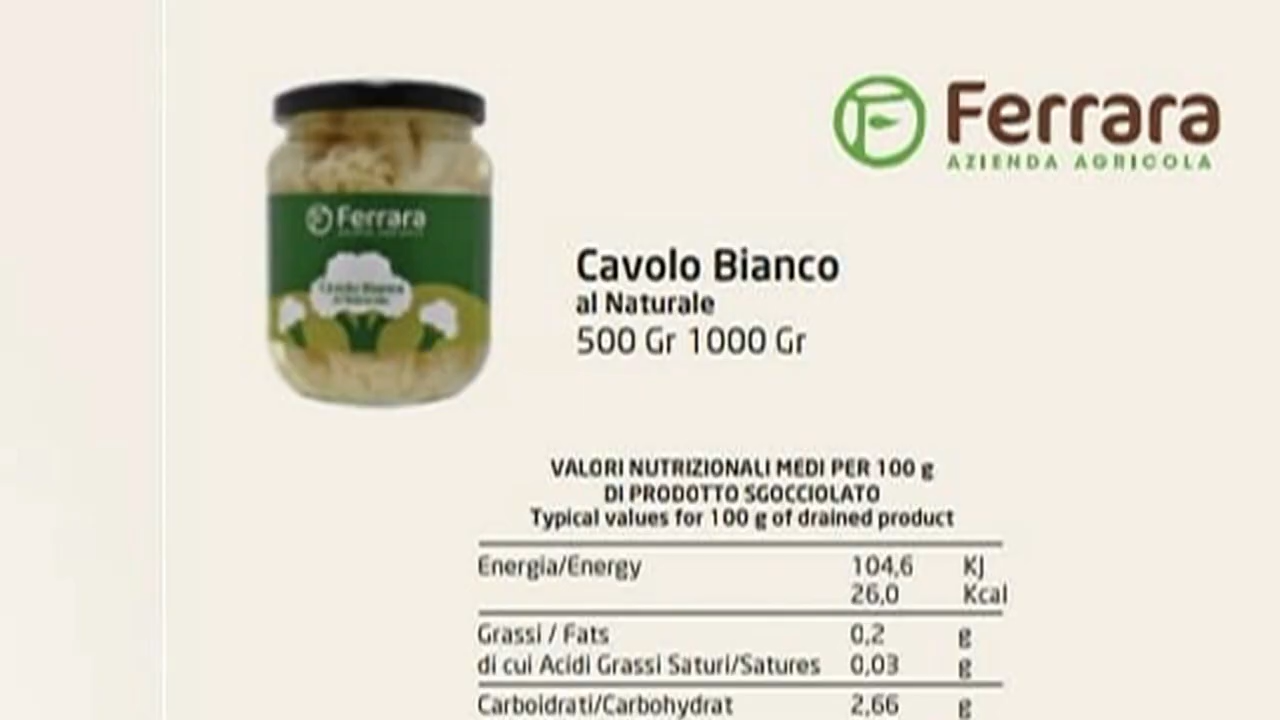 Ferrara
AZIENDA AGRICOLA
Ferrara
Cavolo Bianco
al Naturale
Cavolo Bianco
al Naturale
500 Gr 1000 Gr
VALORI NUTRIZIONALI MEDI PER 100 g
DI PRODOTTO SGOCCIOLATO
Typical values for 100 g of drained product
Energia/Energy 104,6 KJ
26,0 Kcal
Grassi / Fats 0,2 g
di cui Acidi Grassi Saturi/Satures 0,03 g
Carboidrati/Carbohydrat 2,66 g